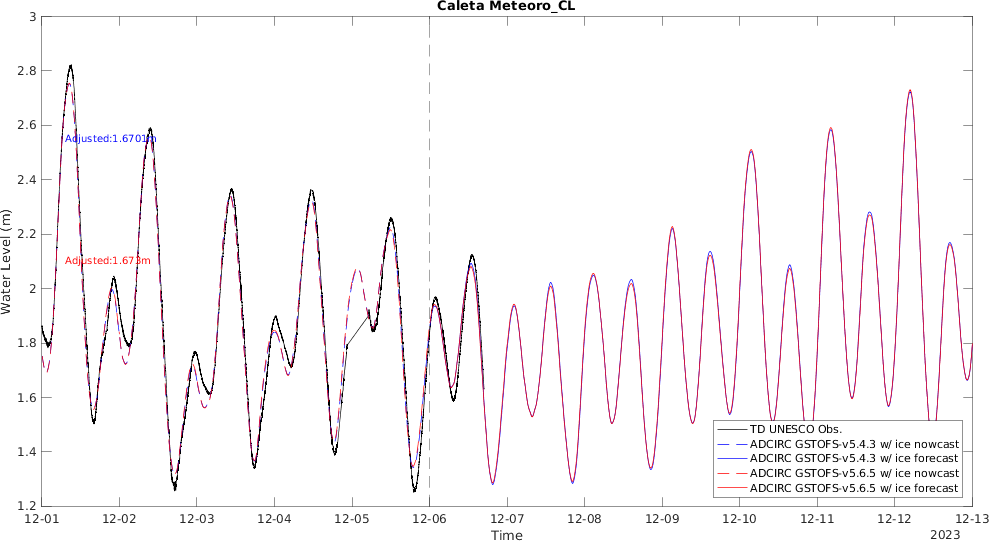 Caleta Meteoro_CL
Water Level (m)
3
2.8
2.6
2.4
2.2
2
1.8
1.6
1.4
1.2
Adjusted:1.6701m
Adjusted:1.673m
TD UNESCO Obs.
ADCIRC GSTOFS-v5.4.3 w/ ice nowcast
ADCIRC GSTOFS-v5.4.3 w/ ice forecast
ADCIRC GSTOFS-v5.6.5 w/ ice nowcast
ADCIRC GSTOFS-v5.6.5 w/ ice forecast
12-01 12-02 12-03 12-04 12-05 12-06 12-07 12-08 12-09 12-10 12-11 12-12 12-13
Time
2023